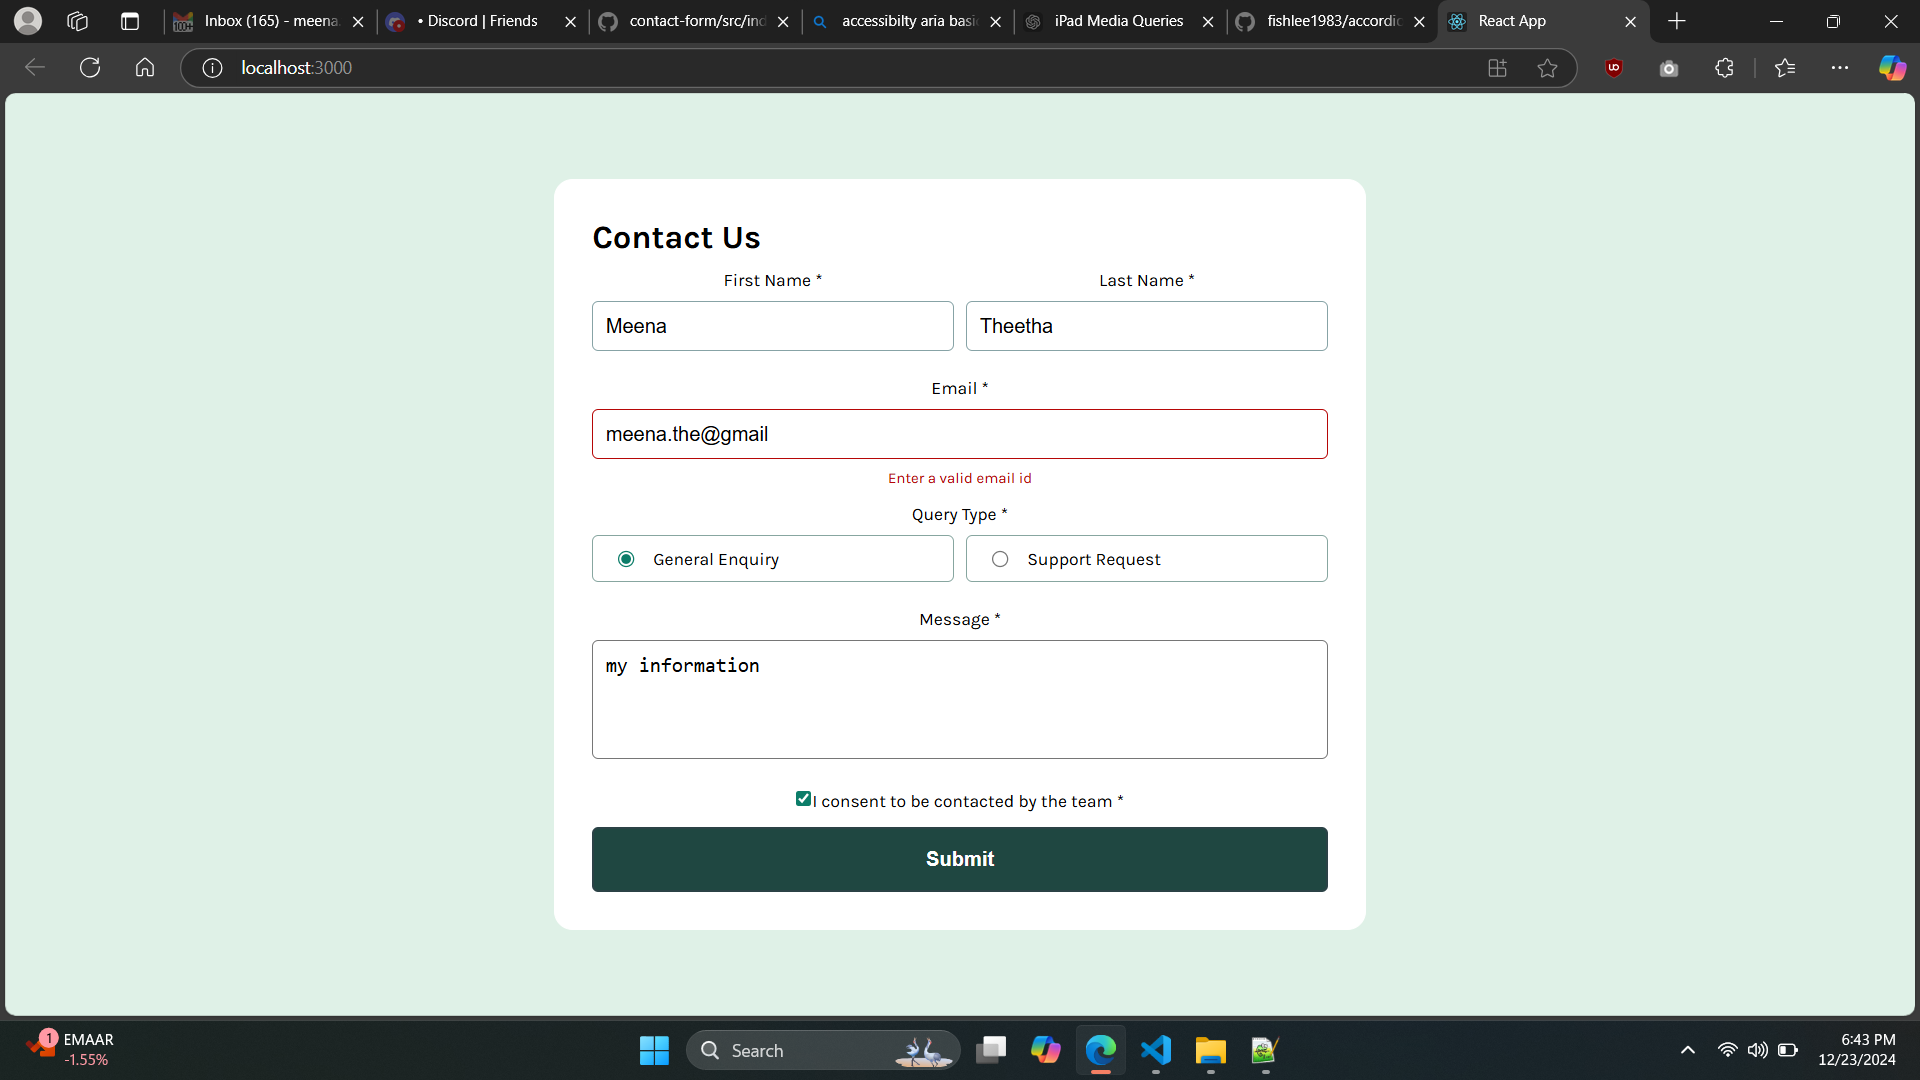 Inbox (165) - meena.
• Discord | Friends
contact-form/src/ind
accessibilty aria basi
iPad Media Queries
fishlee1983/accordic
React App
localhost:3000
Contact Us
First Name *
Last Name *
Meena
Theetha
Email *
meena.the@gmail
Enter a valid email id
Query Type *
General Enquiry
Support Request
Message *
my information
I consent to be contacted by the team *
Submit
1
EMAAR
-1.55%
Search
6:43 PM
12/23/2024